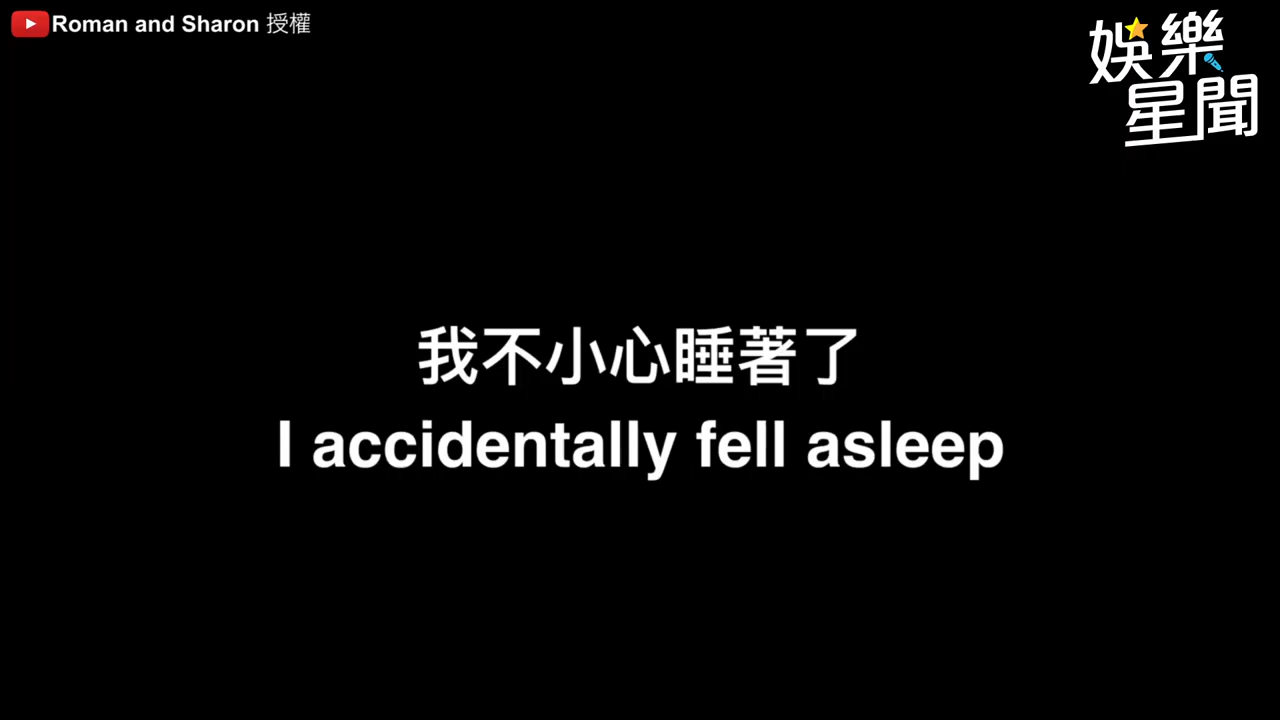 Roman and Sharon 授權
娛樂
星聞
我不小心睡著了
I accidentally fell asleep